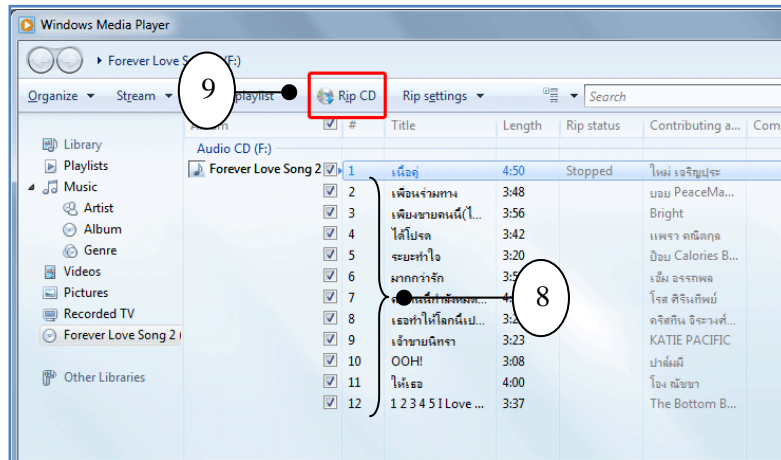 Windows Media Player
Forever Love S (F:)
9
Organize Stream playlist Rip CD Rip settings Search
# Title Length Rip status Contributing a... Com
Library
Audio CD (F:)
Playlists
Forever Love Song 2 1 เนื้อคู่ 4:50 Stopped ใหม่ เจริญประ
Music
2 เพื่อนร่วมทาง 3:48 บอย PeaceMa...
Artist
3 เพียงชายคนนี้(ไ... 3:56 Bright
Album
4 ได้โปรด 3:42 แพรว คณิตกุล
Genre
5 ระยะทำใจ 3:20 ป๊อบ Calories B...
Videos
6 มากกว่ารัก เจ๋ม อรรถพล
Pictures
7 โรส ศิรินทิพย์
8
Recorded TV
8 เธอทำให้โลกนี้เป... คริสติน จิระวงศ์...
Forever Love Song 2
9 เจ้าชายนิทรา 3:23 KATIE PACIFIC
10 OOH! 3:08 ปาล์มมี่
Other Libraries
11 ให้เธอ 4:00 โอ๋ง ณัชชา
12 1 2 3 4 5 I Love ... 3:37 The Bottom B...